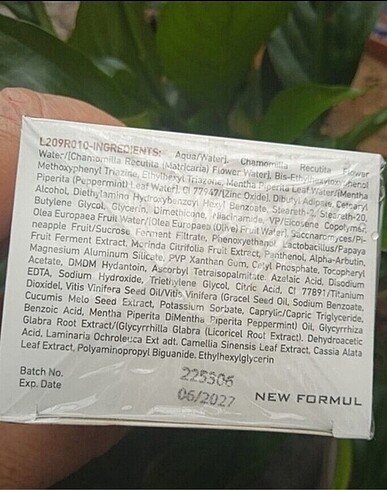 L209R010-INGREDIENTS: Aqua/Water), Chamomilla Recutita Flower
Water/(Chamomilla Recutita (Matricaria) Flower Water), Bis-Ethylhexyloxyphenol
Methoxyphenyl Triazine, Ethylhexyl Triazone, Mentha Piperita Leaf Water/(Mentha
Piperita (Peppermint) Leaf Water), CI 77947/(Zinc Oxide), Dibutyl Adipate, Cetearyl
Alcohol, Diethylamino Hydroxybenzoyl Hexyl Benzoate, Steareth-2, Steareth-20,
Butylene Glycol, Glycerin, Dimethicone, Niacinamide, VP/Eicosene Copolymer,
Olea Europaea Fruit Water/(Olea Europaea (Olive) Fruit Water), Saccharomyces/Pi-
neapple Fruit/Sucrose Ferment Filtrate, Phenoxyethanol Lactobacillus/Papaya
Fruit Ferment Extract, Morinda Citrifolia Fruit Extract, Panthenol, Alpha-Arbutin,
Magnesium Aluminum Silicate, PVP Xanthan Gum, Cetyl Phosphate, Tocopheryl
Acetate, DMDM Hydantoin, Ascorbyl Tetraisopalmitate, Azelaic Acid, Disodium
EDTA, Sodium Hydroxide, Triethylene Glycol, Citric Acid, CI 77891/Titanium
Dioxidel, Vitis Vinifera Seed Oil/Vitis Vinifera (Grace) Seed Oil, Sodium Benzoate,
Cucumis Melo Seed Extract, Potassium Sorbate, Caprylic/Capric Triglyceride,
Benzoic Acid, Mentha Piperita DiMentha Piperita Peppermint) Oil, Glycyrrhiza
Glabra Root Extract/(Glycyrrhilla Glabra (Licoricel Root Extract). Dehydroacetic
Acid, Laminaria Ochroleuca Ext adt. Camellia Sinensis Leaf Extract, Cassia Alata
Leaf Extract, Polyaminopropyl Biguanide. Ethylhexylglycerin
Batch No. 225306
Exp. Date 06/2027 NEW FORMUL